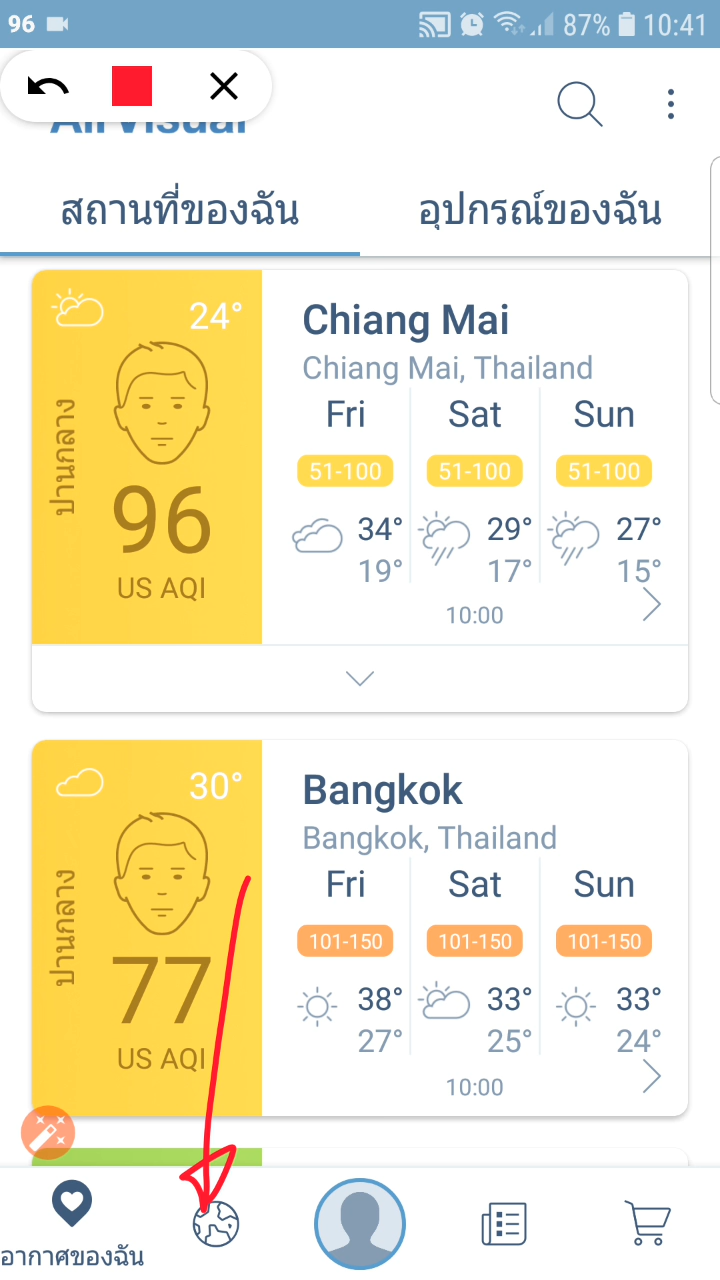 96 87% 10:41
AirVisual
สถานที่ของฉัน อุปกรณ์ของฉัน
24°
ปานกลาง
96
US AQI
Chiang Mai
Chiang Mai, Thailand
Fri Sat Sun
51-100 51-100 51-100
34° 29° 27°
19° 17° 15°
10:00
30°
ปานกลาง
77
US AQI
Bangkok
Bangkok, Thailand
Fri Sat Sun
101-150 101-150 101-150
38° 33° 33°
27° 25° 24°
10:00
อากาศของฉัน